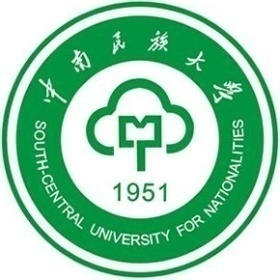 中南民族大学
1951
SOUTH-CENTRAL UNIVERSITY FOR NATIONALITIES